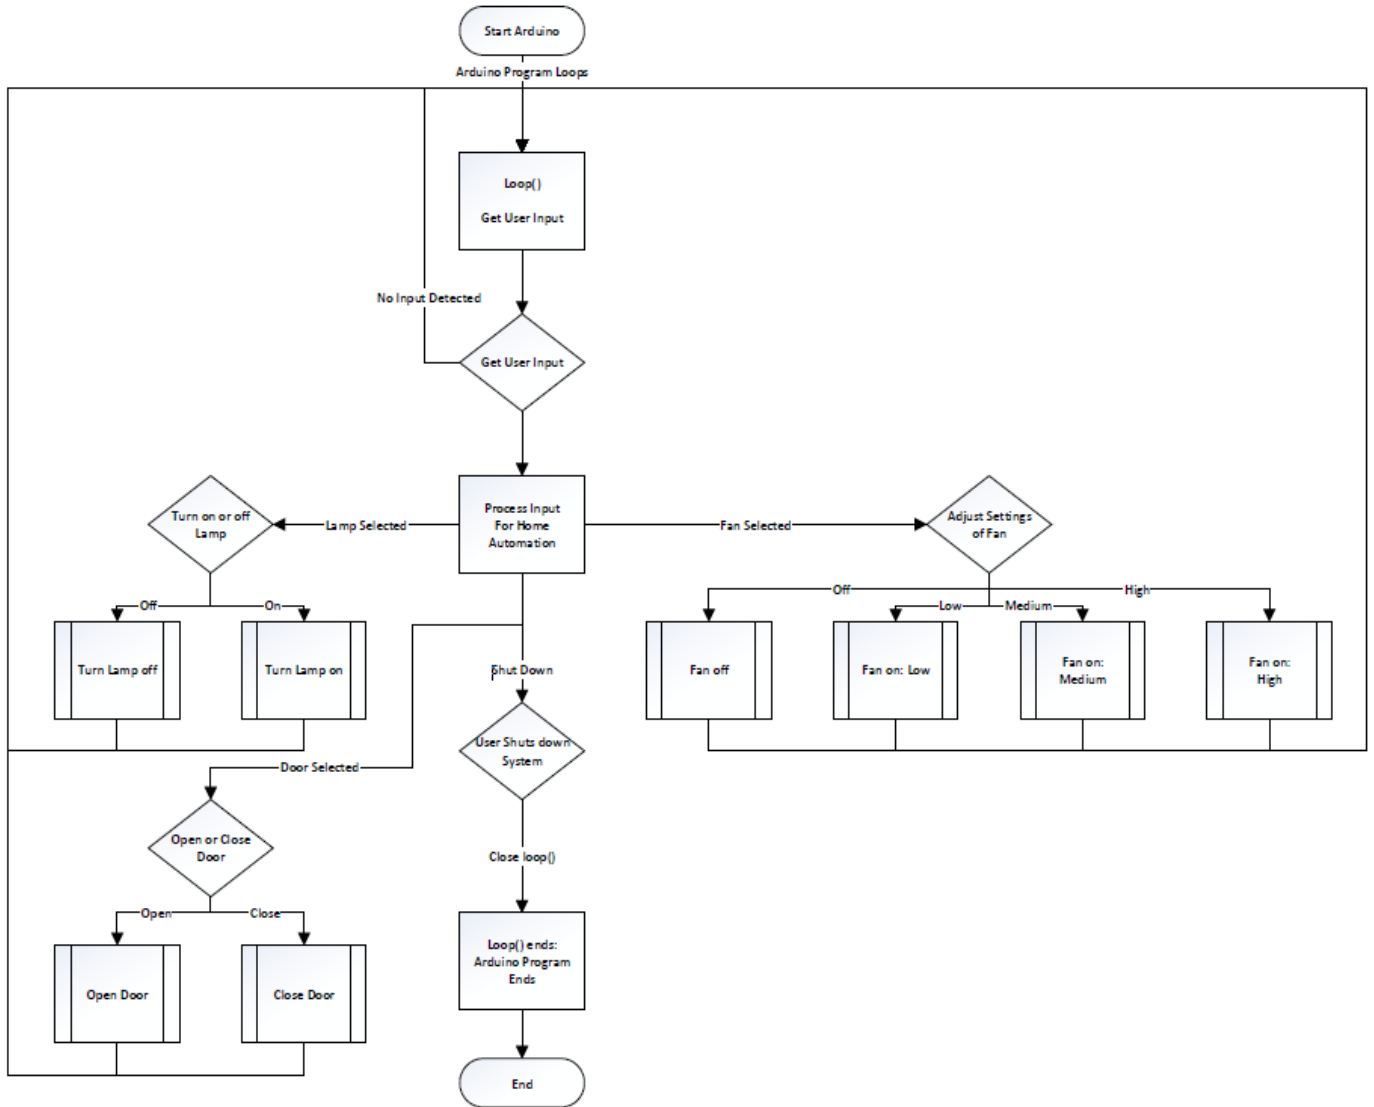 Start Arduino
Arduino Program Loops
Loop()
Get User Input
No Input Detected
Get User Input
Turn on or off
Lamp
Lamp Selected
Process Input
For Home
Automation
Fan Selected
Adjust Settings
of Fan
Off
On
Off
Low
Medium
High
Turn Lamp off
Turn Lamp on
Shut Down
Fan off
Fan on: Low
Fan on:
Medium
Fan on:
High
User Shuts down
System
Door Selected
Open or Close
Door
Close loop()
Open
Close
Open Door
Close Door
Loop() ends:
Arduino Program
Ends
End